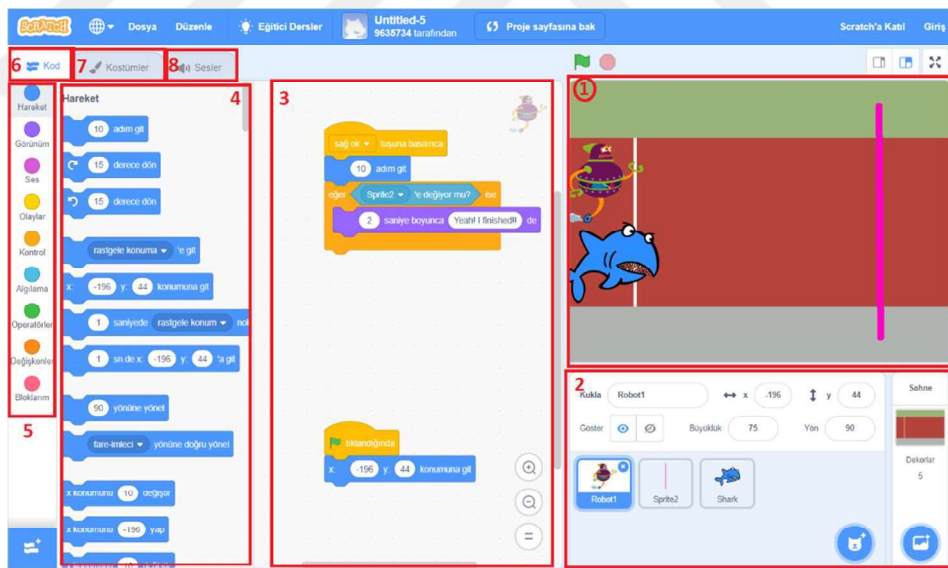 SCRATCH Dosya Düzenle Eğitici Dersler Untitled-5 Proje sayfasına bak Scratch'a Katıl Giriş
9635734 tarafından
6 Kod 7 Kostümler 8 Sesler
Hareket
Görünüm
Ses
Olaylar
Kontrol
Algılama
Operatörler
Değişkenler
Bloklarım
5
Hareket 4
10 adım git
15 derece dön
15 derece dön
rastgele konuma 'e git
x: -196 y: 44 konumuna git
1 saniyede rastgele konum
1 sn.de x: -196 y: 44 'a git
90 yönüne yönel
fare-imleci yönüne doğru yönel
x konumunu 10 değiştir
x konumunu -196 yap
3
sağ ok tuşuna basılınca
10 adım git
eğer Sprite2 'e değiyor mu? ise
2 saniye boyunca Yeah! I finished!! de
tıklandığında
x: -196 y: 44 konumuna git
1
2
Kukla Robot1 x -196 y 44
Göster Büyüklük 75 Yön 90
Robot1 Sprite2 Shark
Sahne
Dekorlar
5